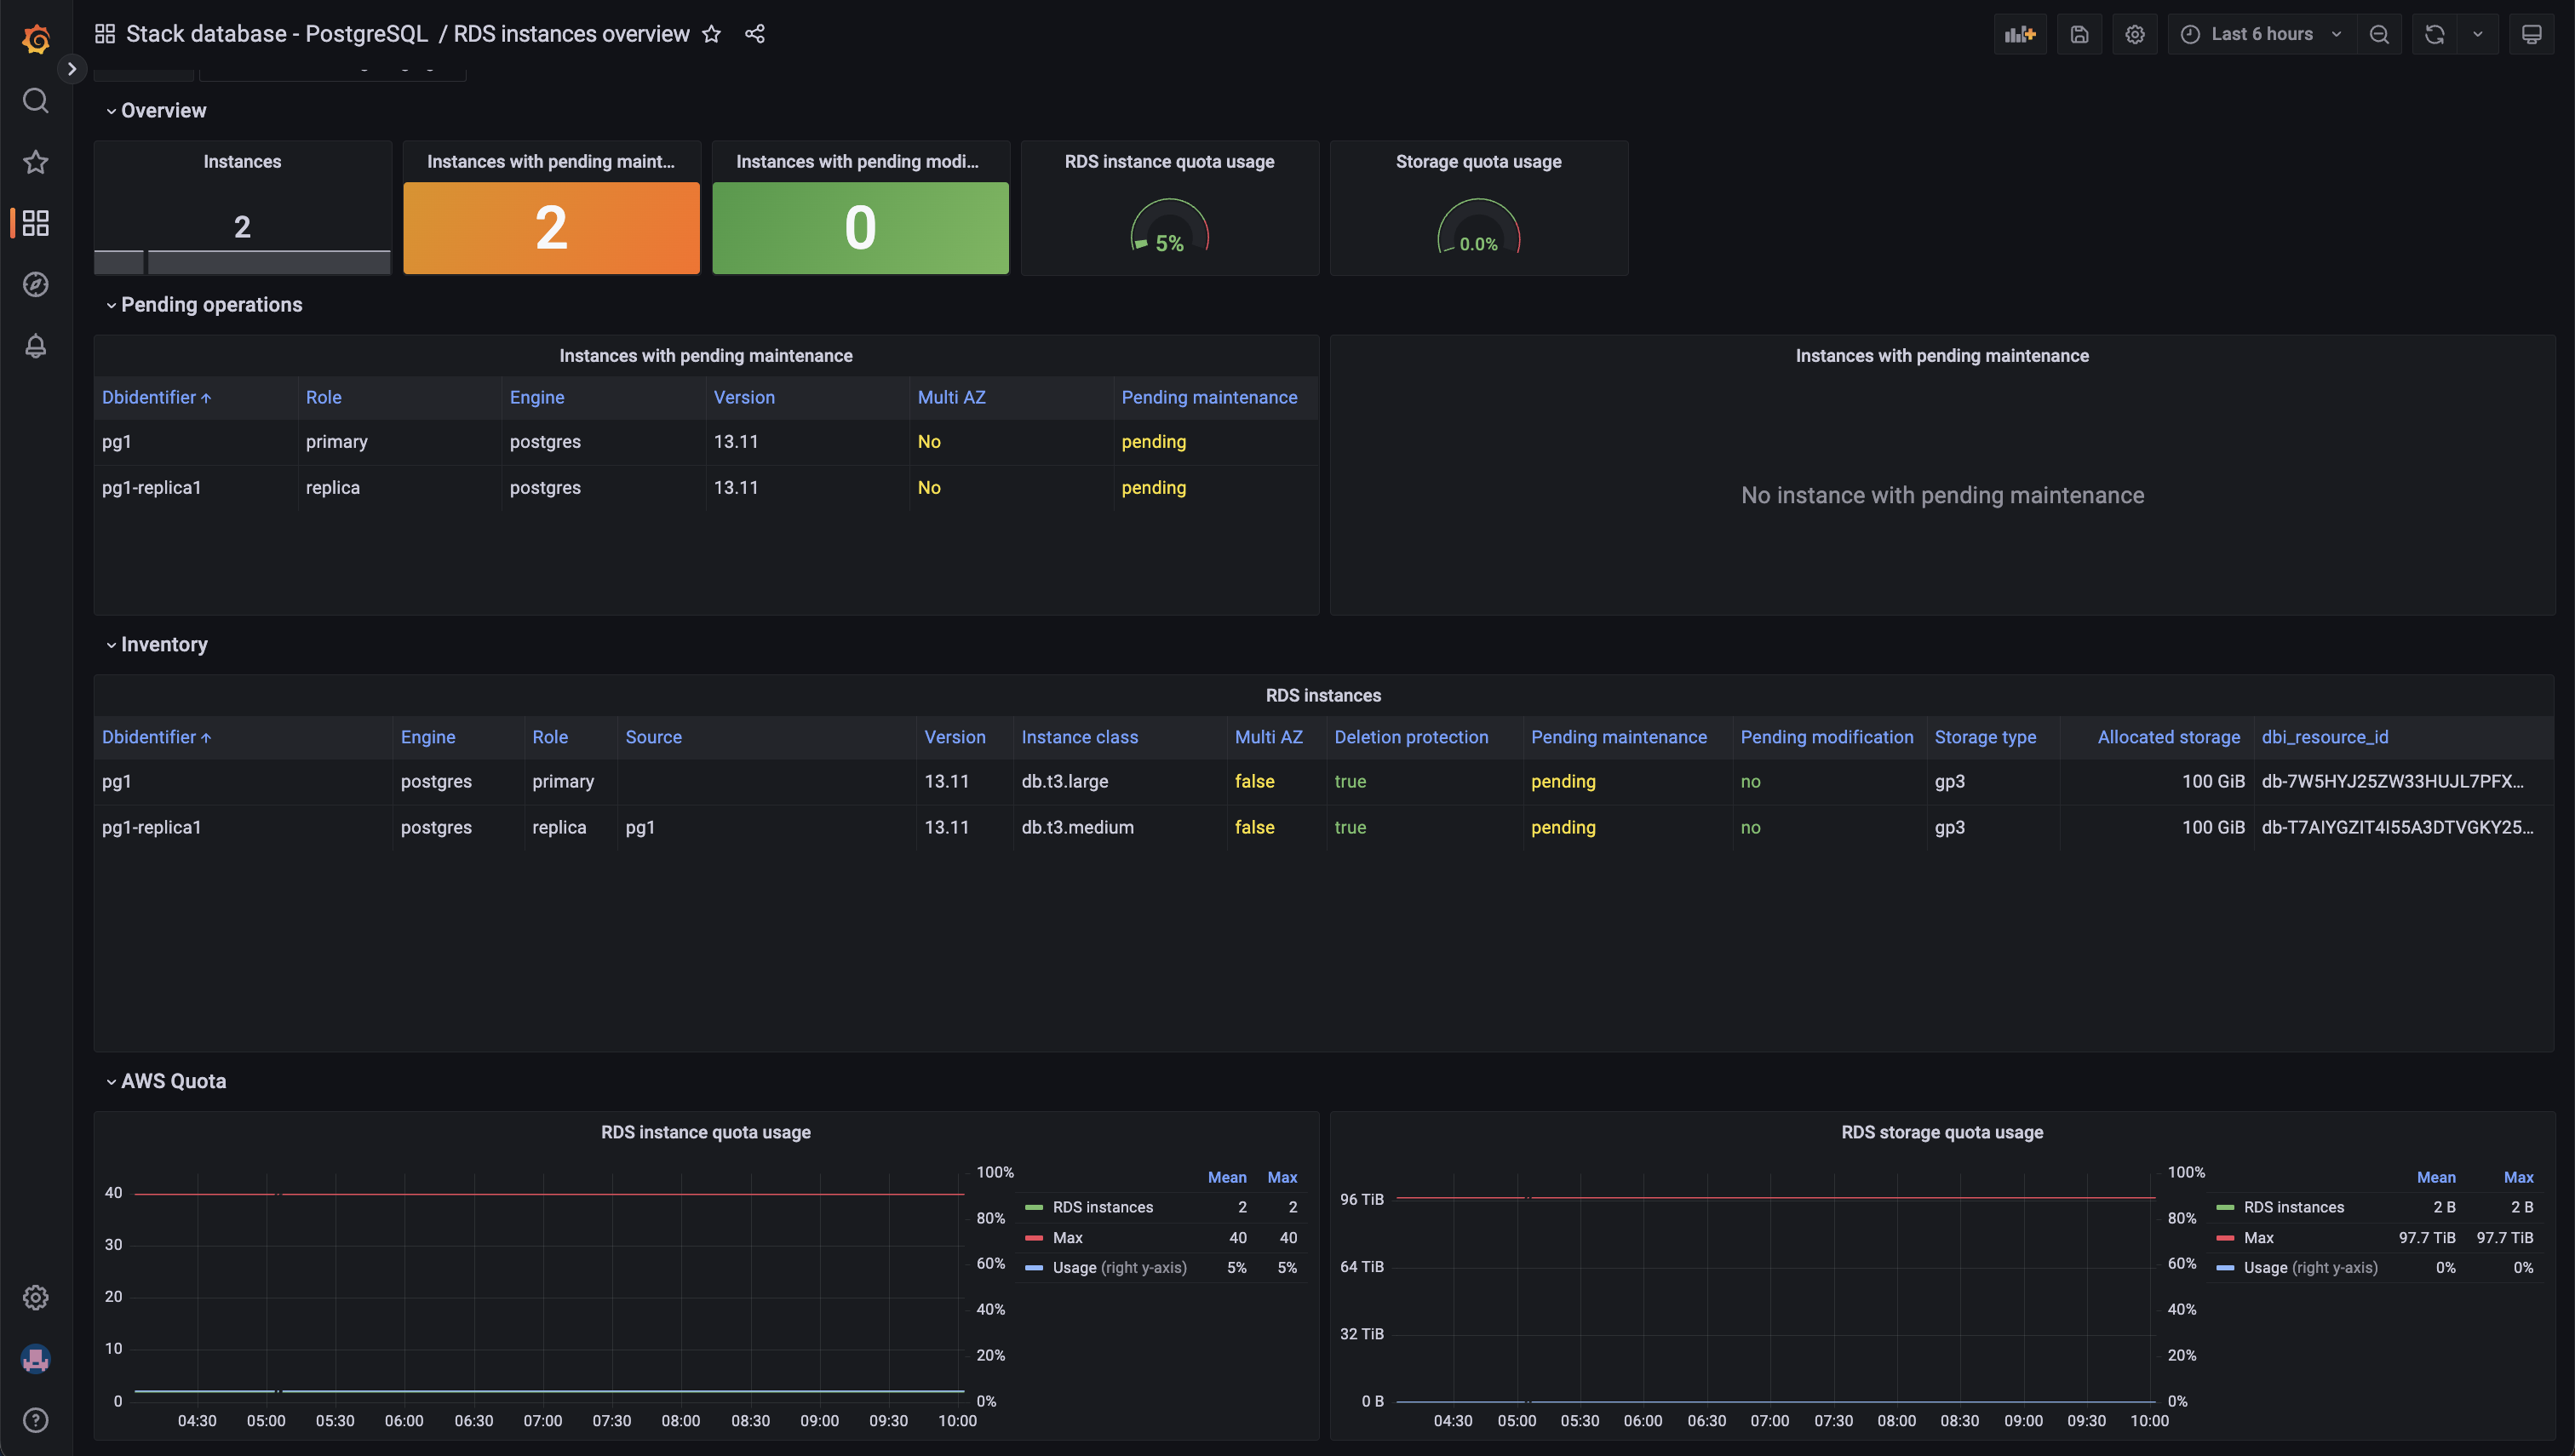 Stack database - PostgreSQL / RDS instances overview
Last 6 hours
Overview
Instances
2
Instances with pending maint...
2
Instances with pending modi...
0
RDS instance quota usage
5%
Storage quota usage
0.0%
Pending operations
Instances with pending maintenance
Dbidentifier Role Engine Version Multi AZ Pending maintenance
pg1 primary postgres 13.11 No pending
pg1-replica1 replica postgres 13.11 No pending
Instances with pending maintenance
No instance with pending maintenance
Inventory
RDS instances
Dbidentifier Engine Role Source Version Instance class Multi AZ Deletion protection Pending maintenance Pending modification Storage type Allocated storage dbi_resource_id
pg1 postgres primary 13.11 db.t3.large false true pending no gp3 100 GiB db-7W5HYJ25ZW33HUJL7PFX...
pg1-replica1 postgres replica pg1 13.11 db.t3.medium false true pending no gp3 100 GiB db-T7AIYGZIT4I55A3DTVGKY25...
AWS Quota
RDS instance quota usage
40
30
20
10
0
100%
80%
60%
40%
20%
0%
04:30 05:00 05:30 06:00 06:30 07:00 07:30 08:00 08:30 09:00 09:30 10:00
Mean Max
RDS instances 2 2
Max 40 40
Usage (right y-axis) 5% 5%
RDS storage quota usage
96 TiB
64 TiB
32 TiB
0 B
100%
80%
60%
40%
20%
0%
04:30 05:00 05:30 06:00 06:30 07:00 07:30 08:00 08:30 09:00 09:30 10:00
Mean Max
RDS instances 2 B 2 B
Max 97.7 TiB 97.7 TiB
Usage (right y-axis) 0% 0%